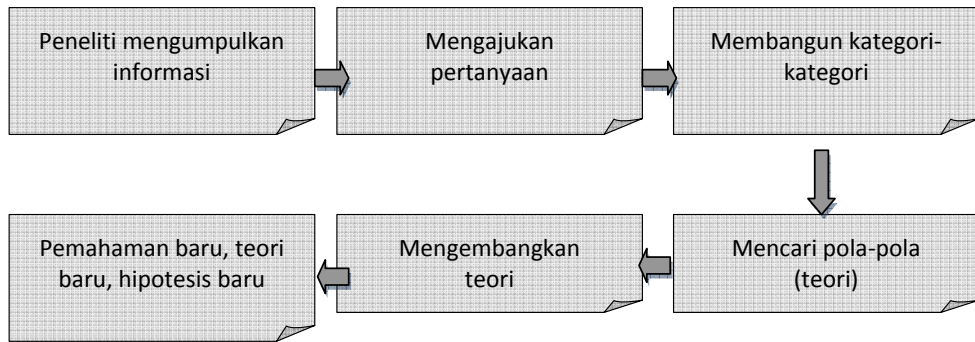 Peneliti mengumpulkan
informasi
Mengajukan
pertanyaan
Membangun kategori-
kategori
Mencari pola-pola
(teori)
Mengembangkan
teori
Pemahaman baru, teori
baru, hipotesis baru